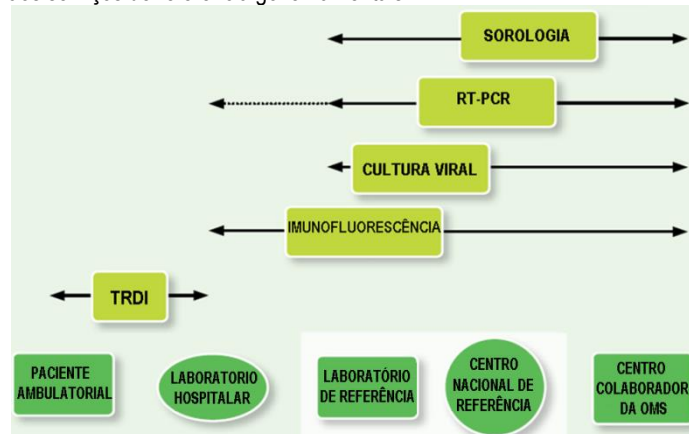 SOROLOGIA
RT-PCR
CULTURA VIRAL
IMUNOFLUORESCÊNCIA
TRDI
PACIENTE
AMBULATORIAL
LABORATORIO
HOSPITALAR
LABORATÓRIO
DE REFERÊNCIA
CENTRO
NACIONAL DE
REFERÊNCIA
CENTRO
COLABORADOR
DA OMS